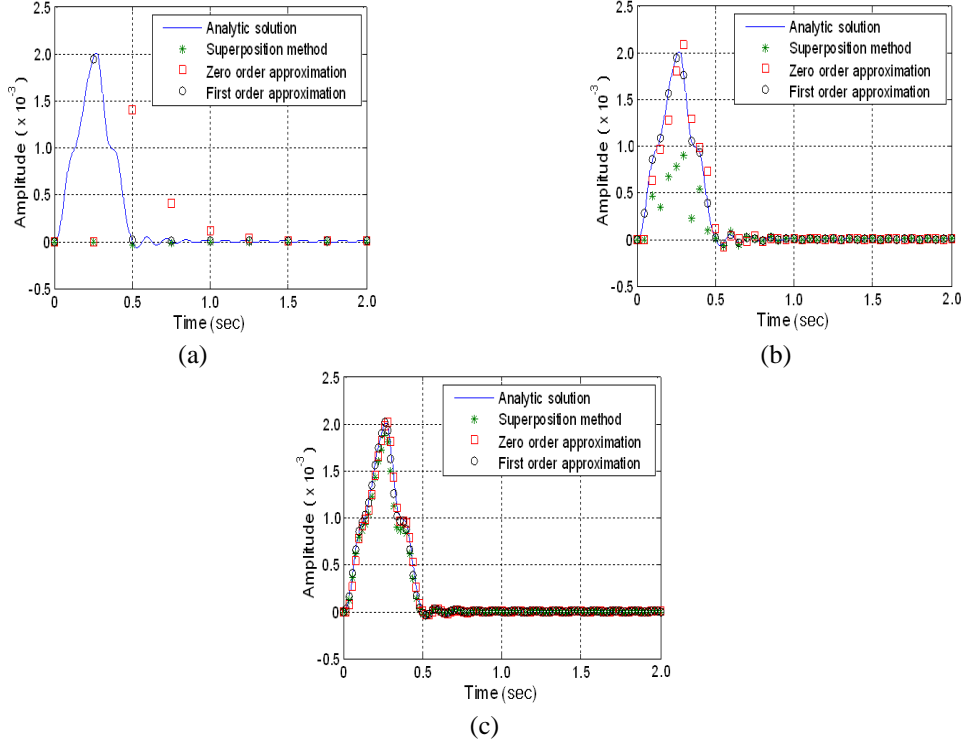 2.5
2.0
1.5
1.0
0.5
0
-0.5
Amplitude ( x 10⁻³)
Analytic solution
Superposition method
Zero order approximation
First order approximation
0
0.5
1.0
1.5
2.0
Time (sec)
(a)
2.5
2.0
1.5
1.0
0.5
0
-0.5
Amplitude ( x 10⁻³)
Analytic solution
Superposition method
Zero order approximation
First order approximation
0
0.5
1.0
1.5
2.0
Time (sec)
(b)
2.5
2.0
1.5
1.0
0.5
0
-0.5
Amplitude ( x 10⁻³)
Analytic solution
Superposition method
Zero order approximation
First order approximation
0
0.5
1.0
1.5
2.0
Time (sec)
(c)